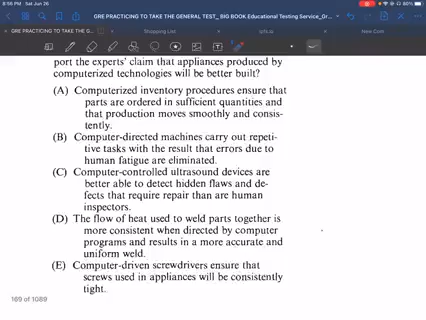 8:56 PM Sat Jun 26
GRE PRACTICING TO TAKE THE GENERAL TEST_ BIG BOOK Educational Testing Service_Gr...
80%
GRE PRACTICING TO TAKE THE G...
Shopping List
New Com
port the experts' claim that appliances produced by
computerized technologies will be better built?
(A) Computerized inventory procedures ensure that
parts are ordered in sufficient quantities and
that production moves smoothly and consis-
tently.
(B) Computer-directed machines carry out repeti-
tive tasks with the result that errors due to
human fatigue are eliminated.
(C) Computer-controlled ultrasound devices are
better able to detect hidden flaws and de-
fects that require repair than are human
inspectors.
(D) The flow of heat used to weld parts together is
more consistent when directed by computer
programs and results in a more accurate and
uniform weld.
(E) Computer-driven screwdrivers ensure that
screws used in appliances will be consistently
tight.
169 of 1089